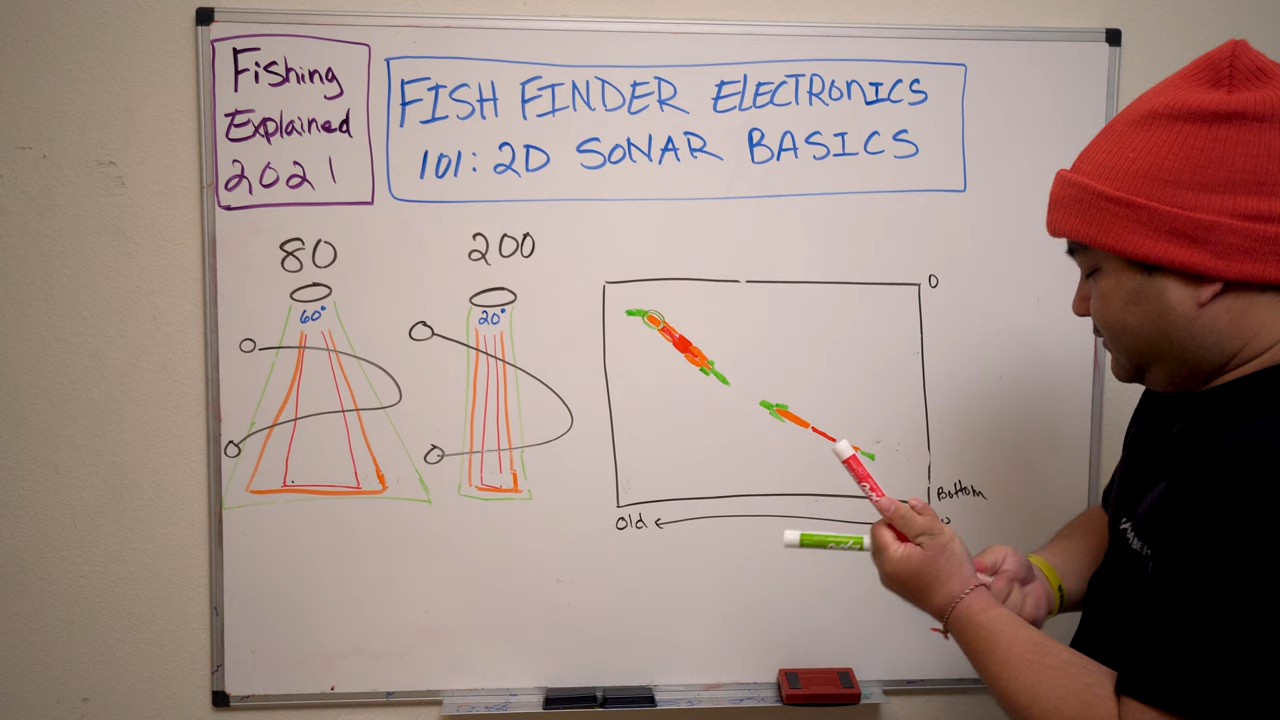 Fishing
Explained
2021
FISH FINDER ELECTRONICS
101: 2D SONAR BASICS
80
200
60°
20°
0
Bottom
Old